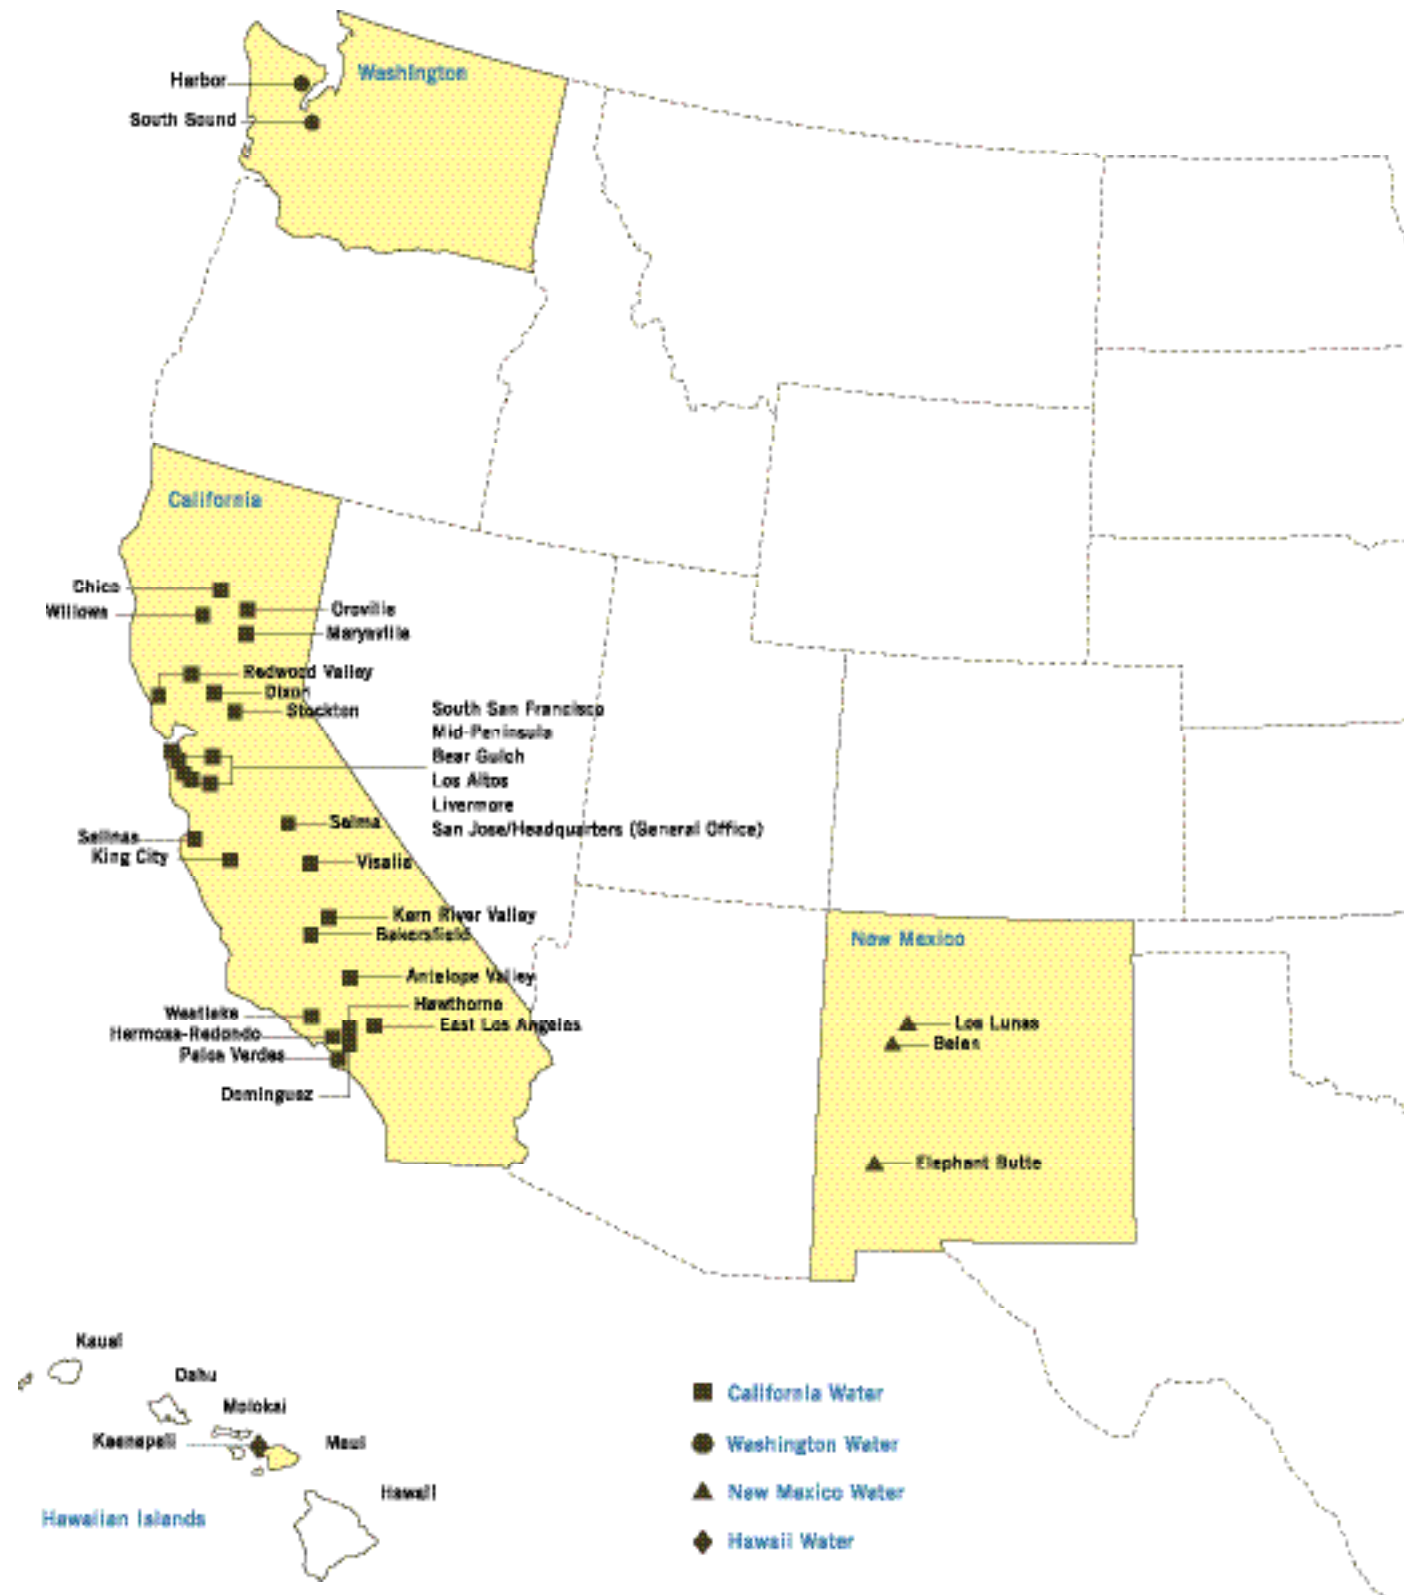 Washington
Harbor
South Sound
California
Chico
Willows
Oroville
Marysville
Redwood Valley
Dixon
Stockton
South San Francisco
Mid-Peninsula
Bear Gulch
Los Altos
Livermore
San Jose/Headquarters (General Office)
Salinas
Selma
King City
Visalia
Kern River Valley
Bakersfield
New Mexico
Antelope Valley
Hawthorne
Westlake
East Los Angeles
Los Lunas
Hermosa-Redondo
Belen
Palos Verdes
Dominguez
Elephant Butte
Kauai
Oahu
Molokai
Kaanapali
Maui
Hawaii
Hawaiian Islands
California Water
Washington Water
New Mexico Water
Hawaii Water